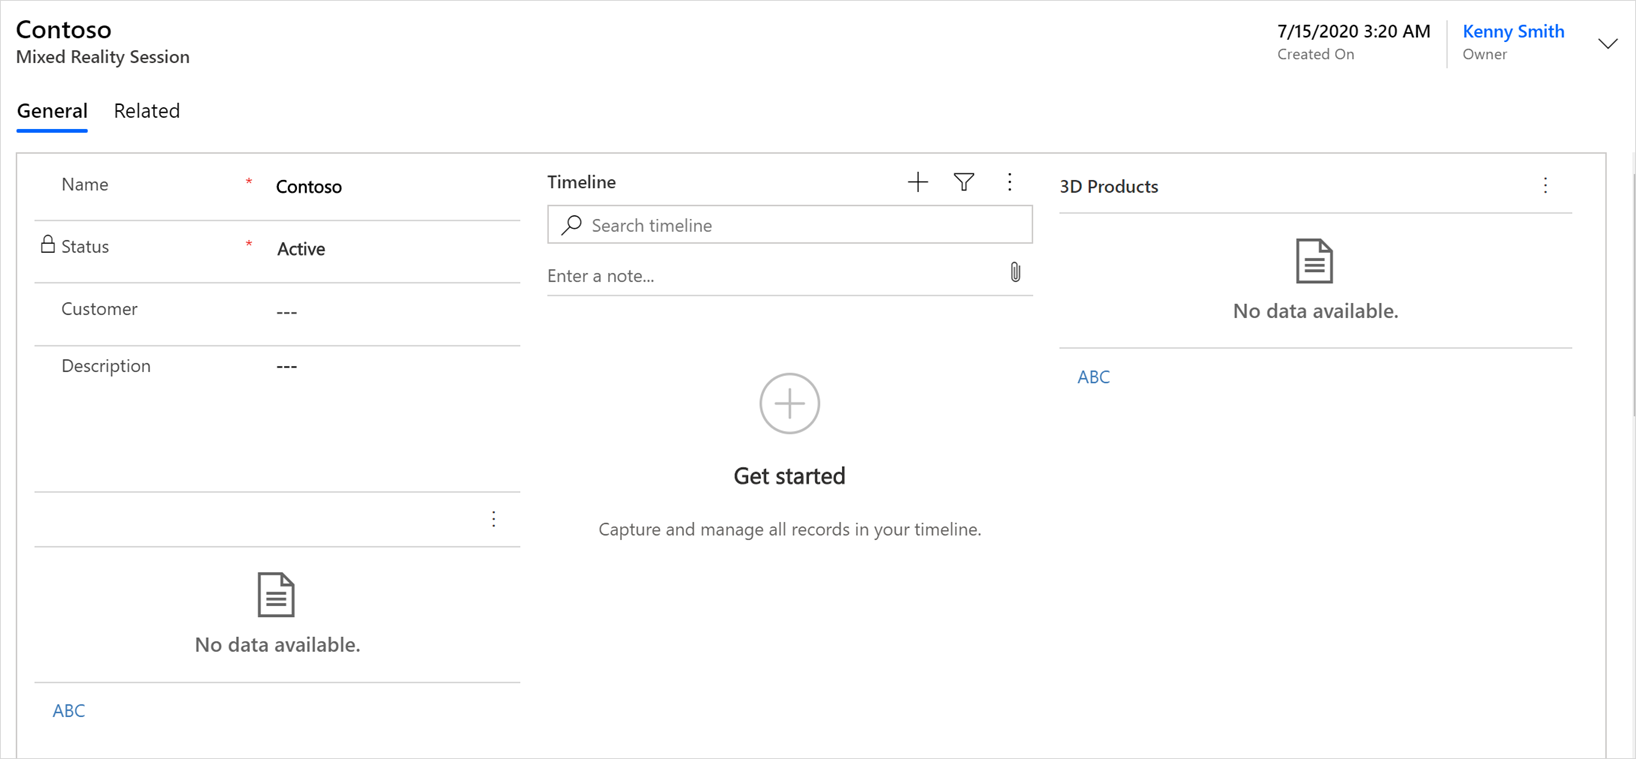 Contoso
Mixed Reality Session
7/15/2020 3:20 AM
Created On
Kenny Smith
Owner
General Related
Name * Contoso
Status * Active
Customer ---
Description ---
No data available.
ABC
Timeline
Search timeline
Enter a note...
Get started
Capture and manage all records in your timeline.
3D Products
No data available.
ABC